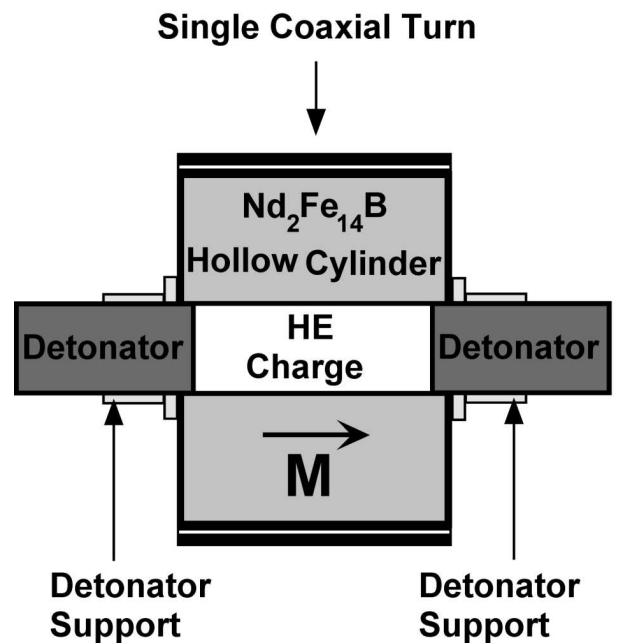 Single Coaxial Turn
Nd₂Fe₁₄B
Hollow Cylinder
Detonator
HE
Charge
Detonator
M
Detonator
Support
Detonator
Support